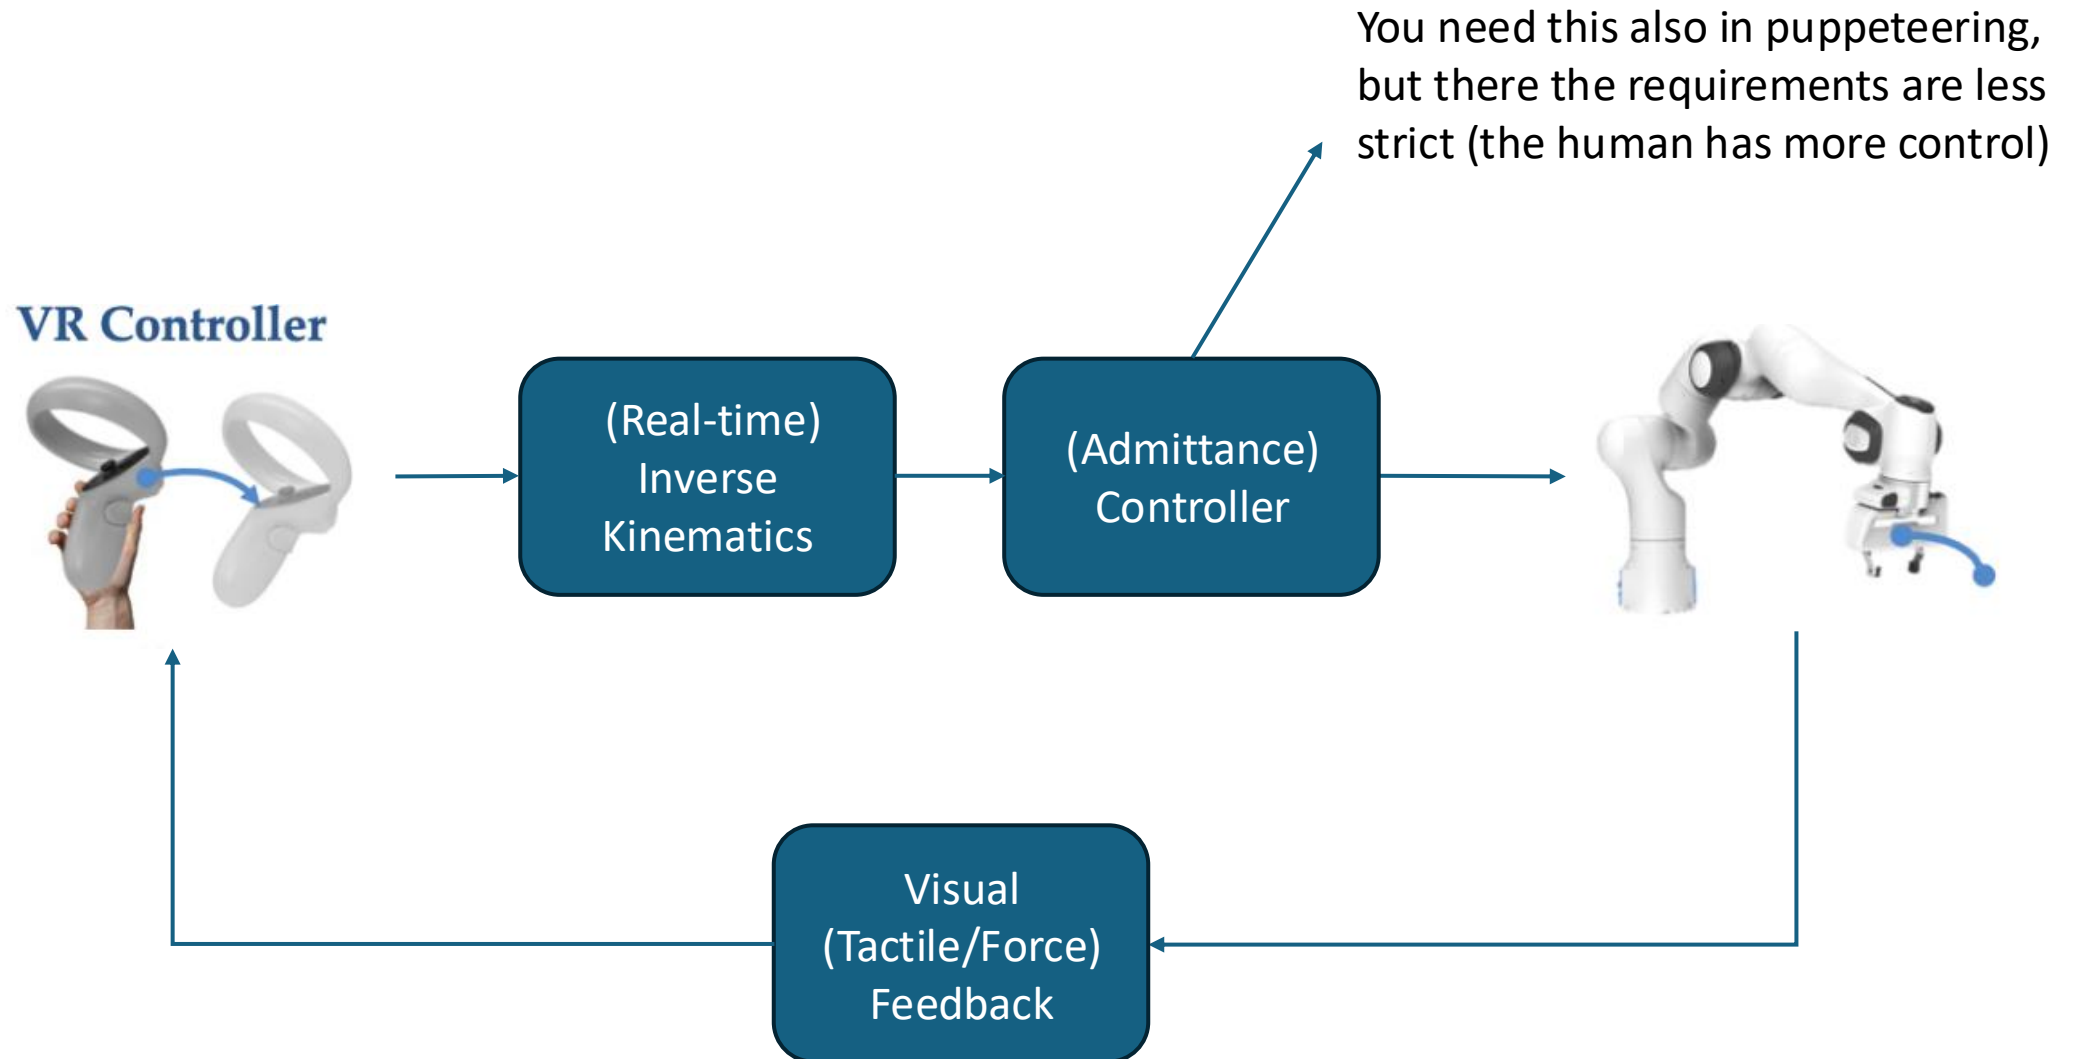 You need this also in puppeteering,
but there the requirements are less
strict (the human has more control)
VR Controller
(Real-time)
Inverse
Kinematics
(Admittance)
Controller
Visual
(Tactile/Force)
Feedback